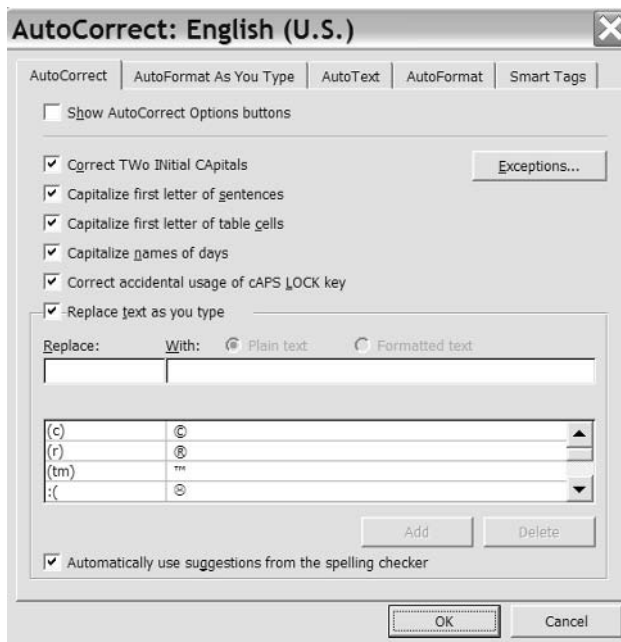 AutoCorrect: English (U.S.)
AutoCorrect AutoFormat As You Type AutoText AutoFormat Smart Tags
Show AutoCorrect Options buttons
Correct TWo INitial CApitals Exceptions...
Capitalize first letter of sentences
Capitalize first letter of table cells
Capitalize names of days
Correct accidental usage of cAPS LOCK key
Replace text as you type
Replace: With: Plain text Formatted text
(c) ©
(r) ®
(tm) ™
:( ☹
Add Delete
Automatically use suggestions from the spelling checker
OK Cancel